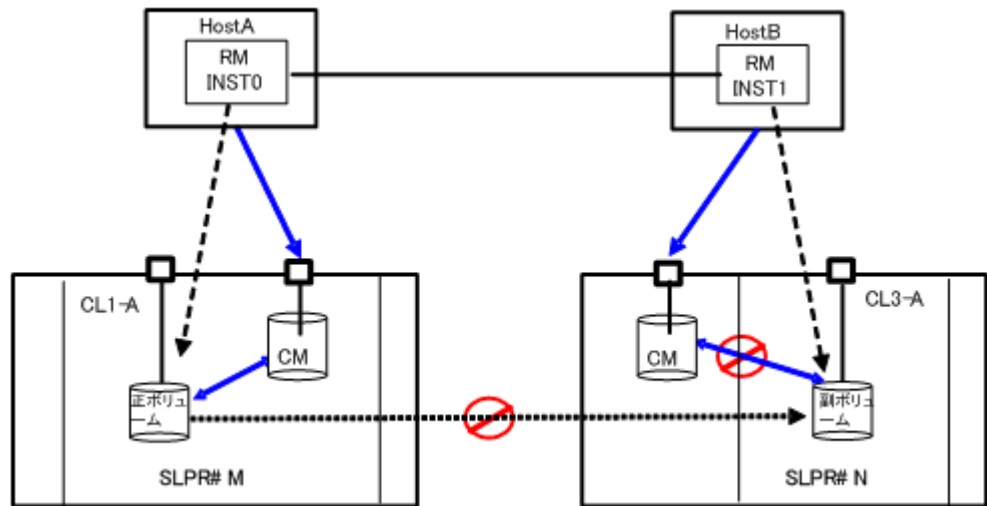 HostA
RM
INST0
HostB
RM
INST1
CL1-A
CM
正ボリュ
ーム
SLPR# M
CL3-A
CM
副ボリュ
ーム
SLPR# N